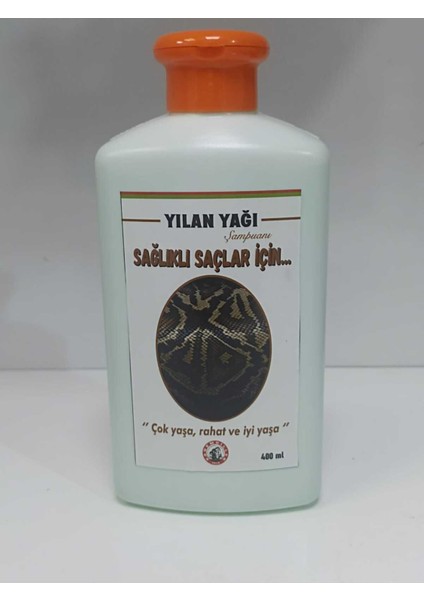 YILAN YAĞI
Şampuanı
SAĞLIKLI SAÇLAR İÇİN...
“ Çok yaşa, rahat ve iyi yaşa ”
400 ml